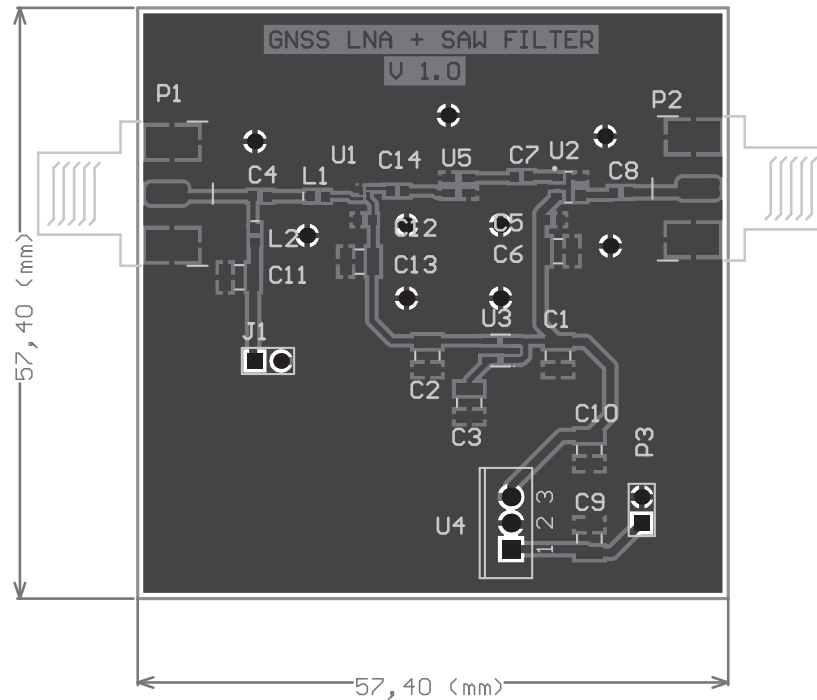 GNSS LNA + SAW FILTER
V 1.0
P1
P2
U1
C14
U5
C7
U2
C4
L1
C8
L2
C12
C5
C13
C6
C11
57,40 (mm)
J1
U3
C1
C2
C3
C10
P3
U4
3
2
1
C9
57,40 (mm)